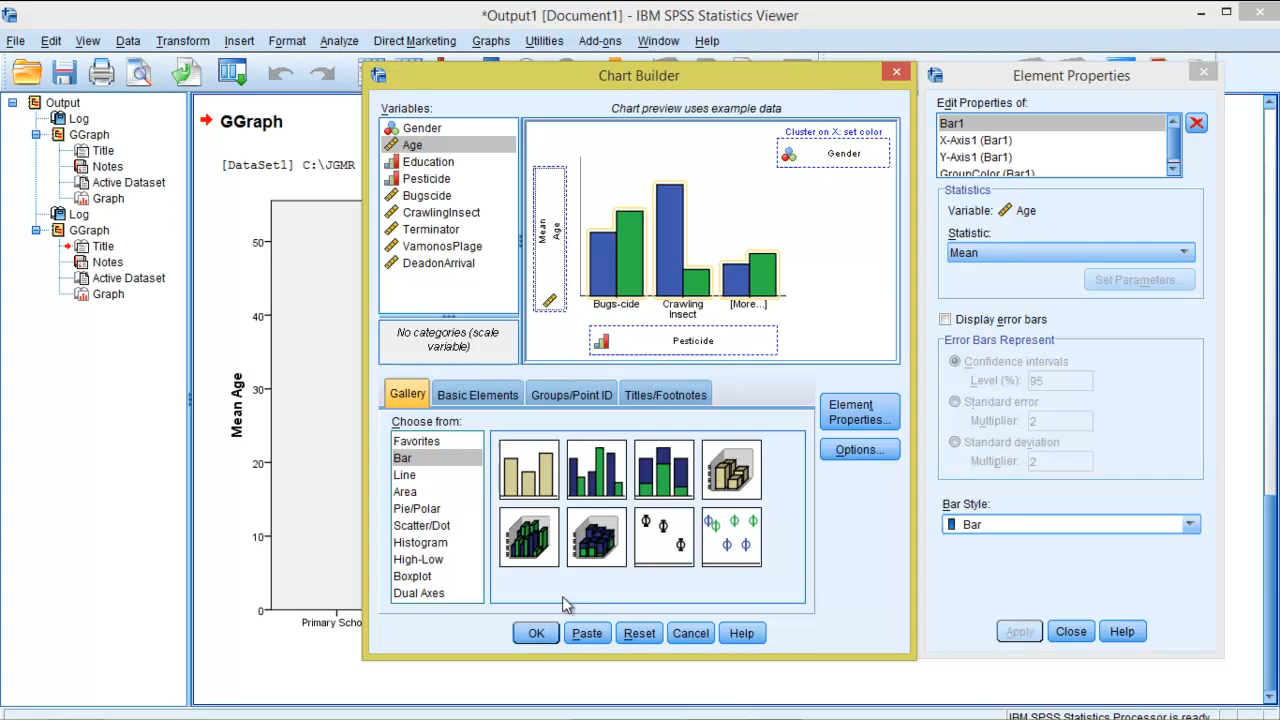 *Output1 [Document1] - IBM SPSS Statistics Viewer
File Edit View Data Transform Insert Format Analyze Direct Marketing Graphs Utilities Add-ons Window Help
Output
Log
GGraph
Title
Notes
Active Dataset
Graph
Log
GGraph
Title
Notes
Active Dataset
Graph
GGraph
[DataSet1] C:\JGMR
50
40
30
20
10
0
Mean Age
Chart Builder
Variables:
Gender
Age
Education
Pesticide
Bugscide
CrawlingInsect
Terminator
VamonosPlage
DeadonArrival
No categories (scale
variable)
Chart preview uses example data
Cluster on X: set color
Gender
Mean
Age
Bugs-cide
Crawling
Insect
[More...]
Pesticide
Gallery Basic Elements Groups/Point ID Titles/Footnotes
Choose from:
Favorites
Bar
Line
Area
Pie/Polar
Scatter/Dot
Histogram
High-Low
Boxplot
Dual Axes
Element
Properties...
Options...
OK Paste Reset Cancel Help
Element Properties
Edit Properties of:
Bar1
X-Axis1 (Bar1)
Y-Axis1 (Bar1)
GroupColor (Bar1)
Statistics
Variable: Age
Statistic:
Mean
Set Parameters...
Display error bars
Error Bars Represent
Confidence intervals
Level (%): 95
Standard error
Multiplier: 2
Standard deviation
Multiplier: 2
Bar Style:
Bar
Apply Close Help
IBM SPSS Statistics Processor is ready